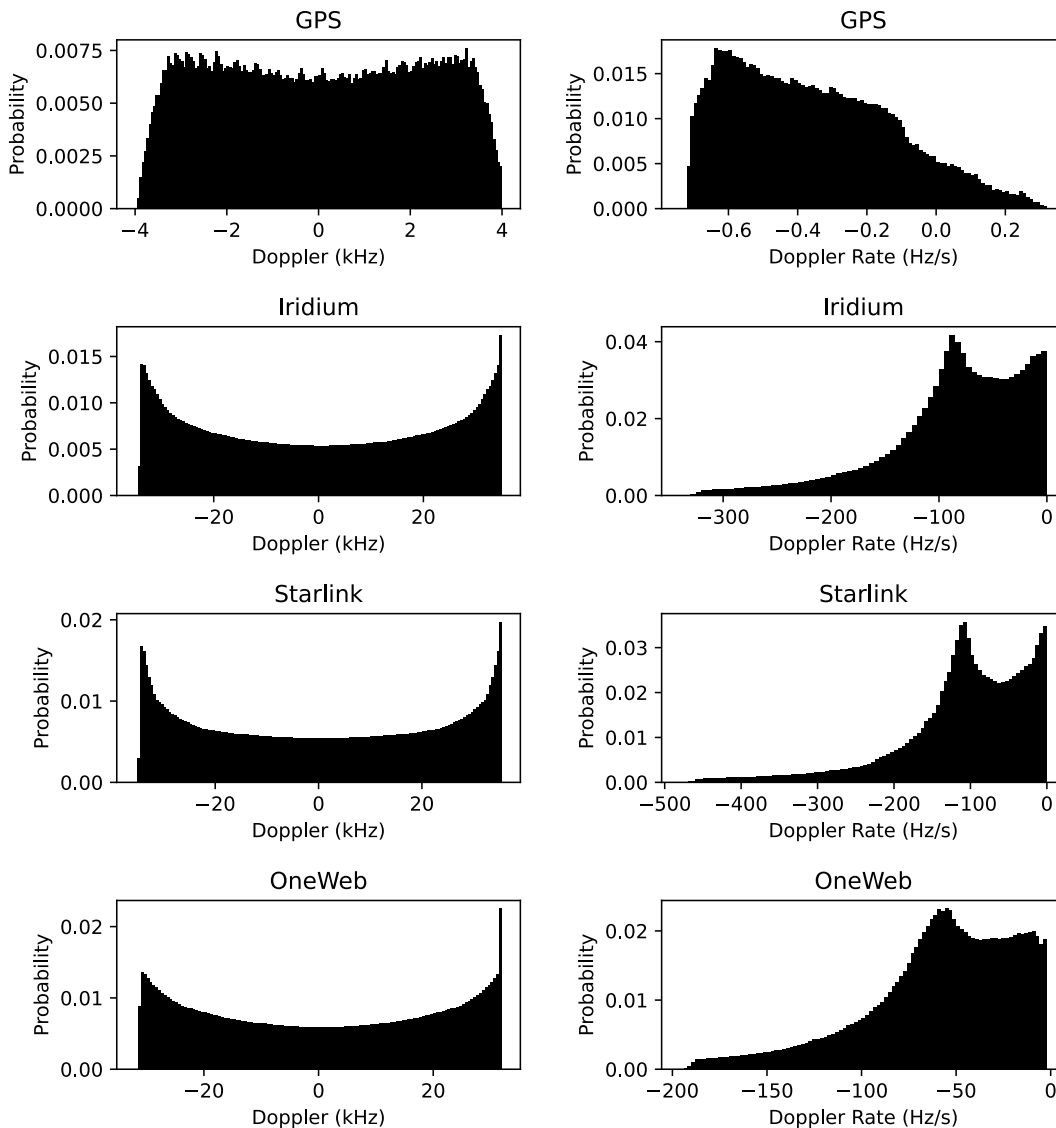 GPS
Probability
0.0075
0.0050
0.0025
0.0000
−4 −2 0 2 4
Doppler (kHz)
GPS
Probability
0.015
0.010
0.005
0.000
−0.6 −0.4 −0.2 0.0 0.2
Doppler Rate (Hz/s)
Iridium
Probability
0.015
0.010
0.005
0.000
−20 0 20
Doppler (kHz)
Iridium
Probability
0.04
0.02
0.00
−300 −200 −100 0
Doppler Rate (Hz/s)
Starlink
Probability
0.02
0.01
0.00
−20 0 20
Doppler (kHz)
Starlink
Probability
0.03
0.02
0.01
0.00
−500 −400 −300 −200 −100 0
Doppler Rate (Hz/s)
OneWeb
Probability
0.02
0.01
0.00
−20 0 20
Doppler (kHz)
OneWeb
Probability
0.02
0.01
0.00
−200 −150 −100 −50 0
Doppler Rate (Hz/s)